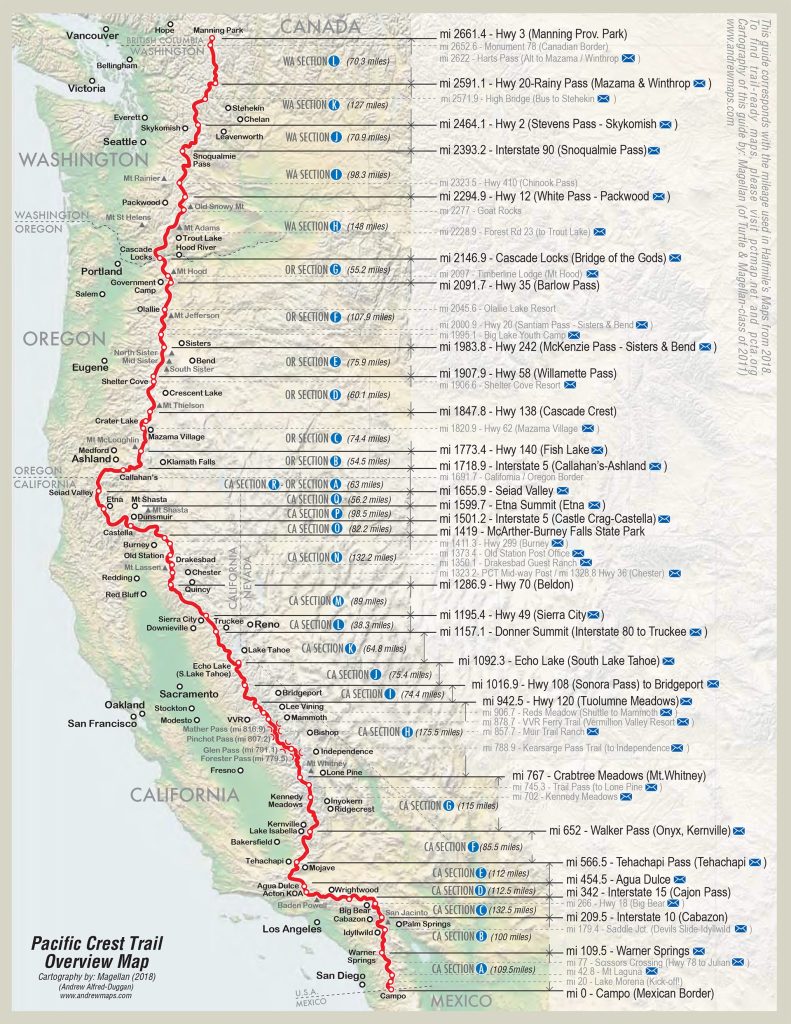 CANADA
BRITISH COLUMBIA
WASHINGTON
Hope
Vancouver
Manning Park
Bellingham
Victoria
Stehekin
Chelan
Everett
Skykomish
Leavenworth
Seattle
Snoqualmie
Pass
WASHINGTON
Mt Rainier
Packwood
Old Snowy Mt
Mt St Helens
Mt Adams
WASHINGTON
OREGON
Trout Lake
Hood River
Cascade
Locks
Portland
Mt Hood
Government
Camp
Salem
Olallie
Mt Jefferson
OREGON
Sisters
North Sister
Mid Sister
Bend
South Sister
Eugene
Shelter Cove
Crescent Lake
Mt Thielson
Crater Lake
Mazama Village
Mt McLoughlin
Medford
Ashland
Klamath Falls
OREGON
CALIFORNIA
Callahan's
Seiad Valley
Etna
Mt Shasta
Mt Shasta
Dunsmuir
Castella
Burney
Old Station
Drakesbad
Mt Lassen
Chester
Redding
Quincy
Red Bluff
CALIFORNIA
NEVADA
Sierra City
Downieville
Truckee
Reno
Lake Tahoe
Echo Lake
(S.Lake Tahoe)
Sacramento
Bridgeport
Oakland
Stockton
Lee Vining
San Francisco
Modesto
VVR
Mammoth
Mather Pass (mi 816.9)
Bishop
Pinchot Pass (mi 807.2)
Glen Pass (mi 791.1)
Independence
Forester Pass (mi 779.5)
Mt Whitney
Fresno
Lone Pine
CALIFORNIA
Kennedy
Meadows
Inyokern
Ridgecrest
Kernville
Lake Isabella
Bakersfield
Tehachapi
Mojave
Agua Dulce
Acton KOA
Wrightwood
Baden Powell
Big Bear
Cabazon
San Jacinto
Palm Springs
Los Angeles
Idyllwild
Warner
Springs
San Diego
Campo
U.S.A.
MEXICO
MEXICO
WA SECTION L (70.3 miles)
WA SECTION K (127 miles)
WA SECTION J (70.9 miles)
WA SECTION I (98.3 miles)
WA SECTION H (148 miles)
OR SECTION G (55.2 miles)
OR SECTION F (107.9 miles)
OR SECTION E (75.9 miles)
OR SECTION D (60.1 miles)
OR SECTION C (74.4 miles)
OR SECTION B (54.5 miles)
CA SECTION R - OR SECTION A (63 miles)
CA SECTION Q (56.2 miles)
CA SECTION P (98.5 miles)
CA SECTION O (82.2 miles)
CA SECTION N (132.2 miles)
CA SECTION M (89 miles)
CA SECTION L (38.3 miles)
CA SECTION K (64.8 miles)
CA SECTION J (75.4 miles)
CA SECTION I (74.4 miles)
CA SECTION H (175.5 miles)
CA SECTION G (115 miles)
CA SECTION F (85.5 miles)
CA SECTION E (112 miles)
CA SECTION D (112.5 miles)
CA SECTION C (132.5 miles)
CA SECTION B (100 miles)
CA SECTION A (109.5miles)
mi 2661.4 - Hwy 3 (Manning Prov. Park)
mi 2652.6 - Monument 78 (Canadian Border)
mi 2622 - Harts Pass (Alt to Mazama / Winthrop )
mi 2591.1 - Hwy 20-Rainy Pass (Mazama & Winthrop )
mi 2571.9 - High Bridge (Bus to Stehekin )
mi 2464.1 - Hwy 2 (Stevens Pass - Skykomish )
mi 2393.2 - Interstate 90 (Snoqualmie Pass)
mi 2323.5 - Hwy 410 (Chinook Pass)
mi 2294.9 - Hwy 12 (White Pass - Packwood )
mi 2277 - Goat Rocks
mi 2228.9 - Forest Rd 23 (to Trout Lake)
mi 2146.9 - Cascade Locks (Bridge of the Gods)
mi 2097 - Timberline Lodge (Mt Hood)
mi 2091.7 - Hwy 35 (Barlow Pass)
mi 2045.6 - Olallie Lake Resort
mi 2000.9 - Hwy 20 (Santiam Pass - Sisters & Bend )
mi 1995.1 - Big Lake Youth Camp
mi 1983.8 - Hwy 242 (McKenzie Pass - Sisters & Bend )
mi 1907.9 - Hwy 58 (Willamette Pass)
mi 1906.6 - Shelter Cove Resort
mi 1847.8 - Hwy 138 (Cascade Crest)
mi 1820.9 - Hwy 62 (Mazama Village )
mi 1773.4 - Hwy 140 (Fish Lake )
mi 1718.9 - Interstate 5 (Callahan's-Ashland )
mi 1691.7 - California / Oregon Border
mi 1655.9 - Seiad Valley
mi 1599.7 - Etna Summit (Etna )
mi 1501.2 - Interstate 5 (Castle Crag-Castella)
mi 1419 - McArther-Burney Falls State Park
mi 1411.3 - Hwy 299 (Burney )
mi 1373.4 - Old Station Post Office
mi 1350.1 - Drakesbad Guest Ranch
mi 1323.2 - PCT Mid-way Post / mi 1328.8 Hwy 36 (Chester)
mi 1286.9 - Hwy 70 (Beldon)
mi 1195.4 - Hwy 49 (Sierra City )
mi 1157.1 - Donner Summit (Interstate 80 to Truckee )
mi 1092.3 - Echo Lake (South Lake Tahoe)
mi 1016.9 - Hwy 108 (Sonora Pass) to Bridgeport
mi 942.5 - Hwy 120 (Tuolumne Meadows)
mi 906.7 - Reds Meadow (Shuttle to Mammoth
mi 878.7 - VVR Ferry Trail (Vermillion Valley Resort )
mi 857.7 - Muir Trail Ranch
mi 788.9 - Kearsarge Pass Trail (to Independence )
mi 767 - Crabtree Meadows (Mt.Whitney)
mi 745.3 - Trail Pass (to Lone Pine )
mi 702 - Kennedy Meadows
mi 652 - Walker Pass (Onyx, Kernville)
mi 566.5 - Tehachapi Pass (Tehachapi )
mi 454.5 - Agua Dulce
mi 342 - Interstate 15 (Cajon Pass)
mi 266 - Hwy 18 (Big Bear )
mi 209.5 - Interstate 10 (Cabazon)
mi 179.4 - Saddle Jct. (Devils Slide-Idyllwild )
mi 109.5 - Warner Springs
mi 77 - Scissors Crossing (Hwy 78 to Julian )
mi 42.8 - Mt Laguna
mi 20 - Lake Morena (Kick-off!)
mi 0 - Campo (Mexican Border)
This guide corresponds with the mileage used in Halfmile's Maps from 2018.
To find trail-ready maps, please visit pctmap.net and pcta.org
Cartography of this guide by: Magellan (of Turtle & Magellan-class of 2011)
www.andrewmaps.com
Pacific Crest Trail
Overview Map
Cartography by: Magellan (2018)
(Andrew Alfred-Duggan)
www.andrewmaps.com